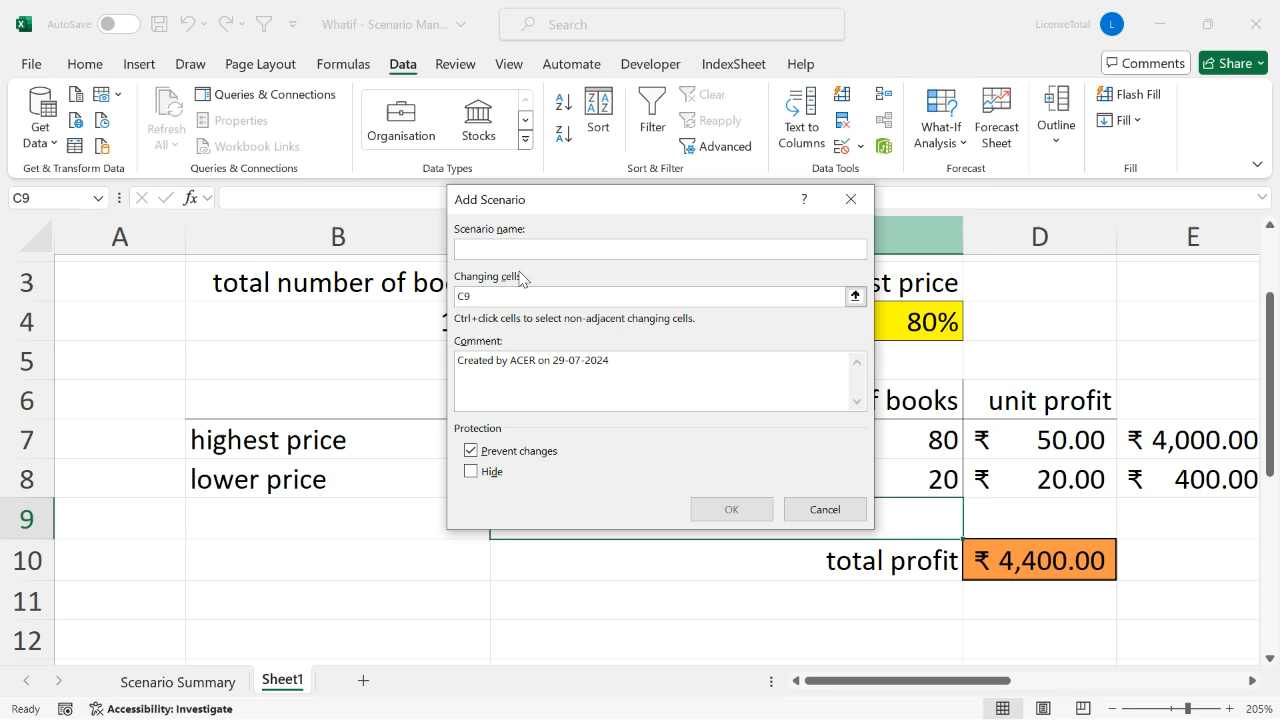 AutoSave Whatif - Scenario Man... Search LicenseTotal L
File Home Insert Draw Page Layout Formulas Data Review View Automate Developer IndexSheet Help Comments Share
Get Data
Refresh All
Queries & Connections
Properties
Workbook Links
Organisation
Stocks
Sort
Filter
Clear
Reapply
Advanced
Text to Columns
What-If Analysis
Forecast Sheet
Outline
Flash Fill
Fill
Get & Transform Data Queries & Connections Data Types Sort & Filter Data Tools Forecast Fill
C9 fx
A B D E
3 total number of bo st price
4 80%
5
6 f books unit profit
7 highest price 80 ₹ 50.00 ₹ 4,000.00
8 lower price 20 ₹ 20.00 ₹ 400.00
9
10 total profit ₹ 4,400.00
11
12
Add Scenario ?
Scenario name:
Changing cells
C9
Ctrl+click cells to select non-adjacent changing cells.
Comment:
Created by ACER on 29-07-2024
Protection
Prevent changes
Hide
OK Cancel
Scenario Summary Sheet1
Ready Accessibility: Investigate 205%